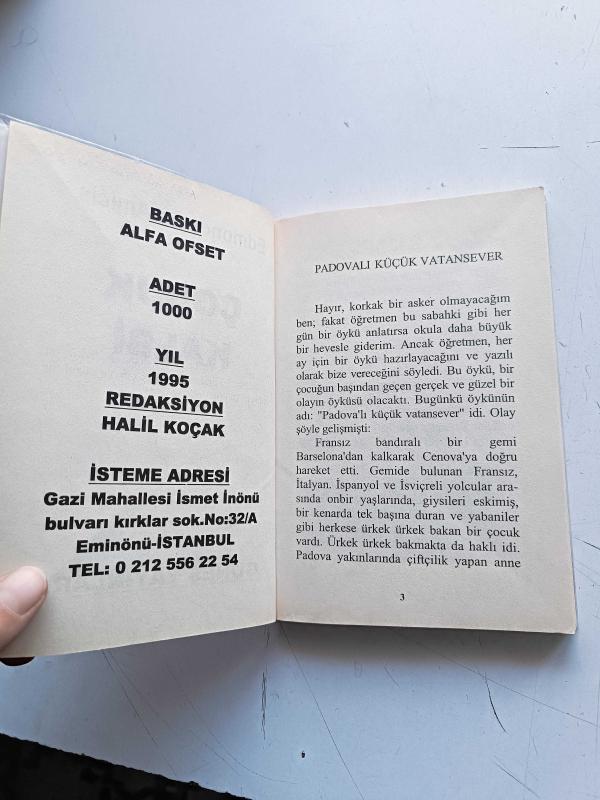 BASKI
ALFA OFSET
ADET
1000
YIL
1995
REDAKSİYON
HALİL KOÇAK
İSTEME ADRESİ
Gazi Mahallesi İsmet İnönü
bulvarı kırklar sok.No:32/A
Eminönü-İSTANBUL
TEL: 0 212 556 22 54
PADOVALI KÜÇÜK VATANSEVER
Hayır, korkak bir asker olmayacağım
ben; fakat öğretmen bu sabahki gibi her
gün bir öykü anlatırsa okula daha büyük
bir hevesle giderim. Ancak öğretmen, her
ay için bir öykü hazırlayacağını ve yazılı
olarak bize vereceğini söyledi. Bu öykü, bir
çocuğun başından geçen gerçek ve güzel bir
olayın öyküsü olacaktı. Bugünkü öykünün
adı: "Padova'lı küçük vatansever" idi. Olay
şöyle gelişmişti:
Fransız bandıralı bir gemi
Barselona'dan kalkarak Cenova'ya doğru
hareket etti. Gemide bulunan Fransız,
İtalyan. İspanyol ve İsviçreli yolcular ara-
sında onbir yaşlarında, giysileri eskimiş,
bir kenarda tek başına duran ve yabaniler
gibi herkese ürkek ürkek bakan bir çocuk
vardı. Ürkek ürkek bakmakta da haklı idi.
Padova yakınlarında çiftçilik yapan anne
3